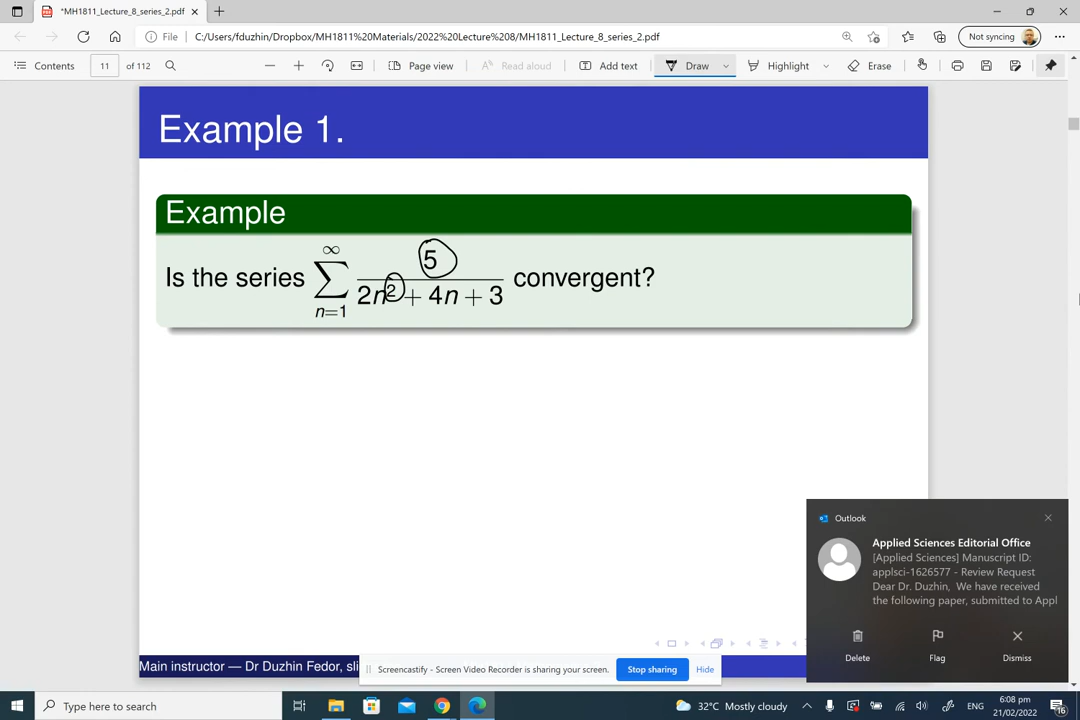 *MH1811_Lecture_8_series_2.pdf
File C:/Users/fduzhin/Dropbox/MH1811%20Materials/2022%20Lecture%208/MH1811_Lecture_8_series_2.pdf Not syncing
Contents 11 of 112 Page view Read aloud Add text Draw Highlight Erase
Example 1.
Example
Is the series ∑_{n=1}^{∞} 5/(2n² + 4n + 3) convergent?
Outlook
Applied Sciences Editorial Office
[Applied Sciences] Manuscript ID:
applsci-1626577 - Review Request
Dear Dr. Duzhin, We have received
the following paper, submitted to Appl
Delete Flag Dismiss
Main instructor — Dr Duzhin Fedor, sli
Screencastify - Screen Video Recorder is sharing your screen. Stop sharing Hide
Type here to search 32°C Mostly cloudy ENG 6:08 pm
21/02/2022 16